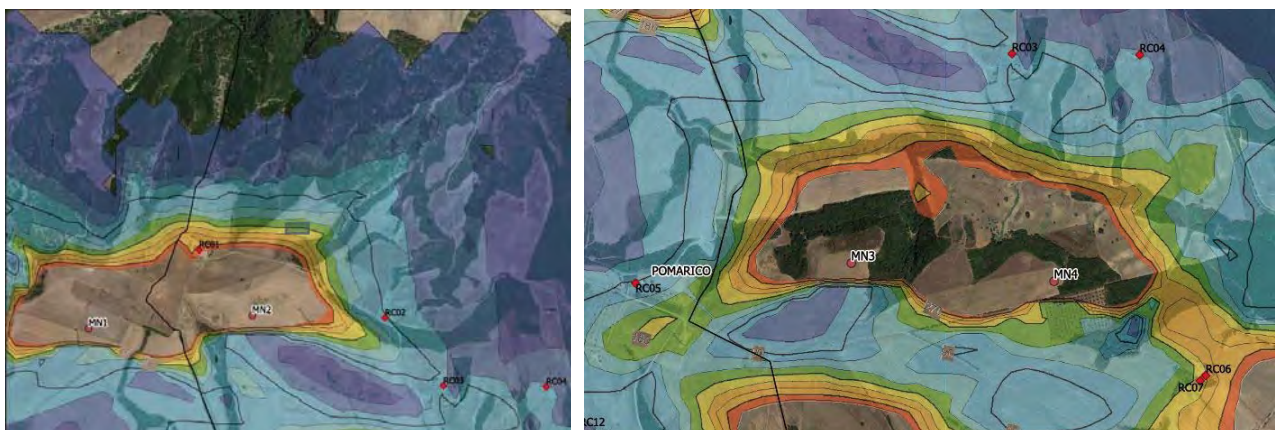 RC01
MN1
MN2
RC02
RC03
RC04
RC03
RC04
MN3
MN4
POMARICO
RC05
RC06
RC07
RC12